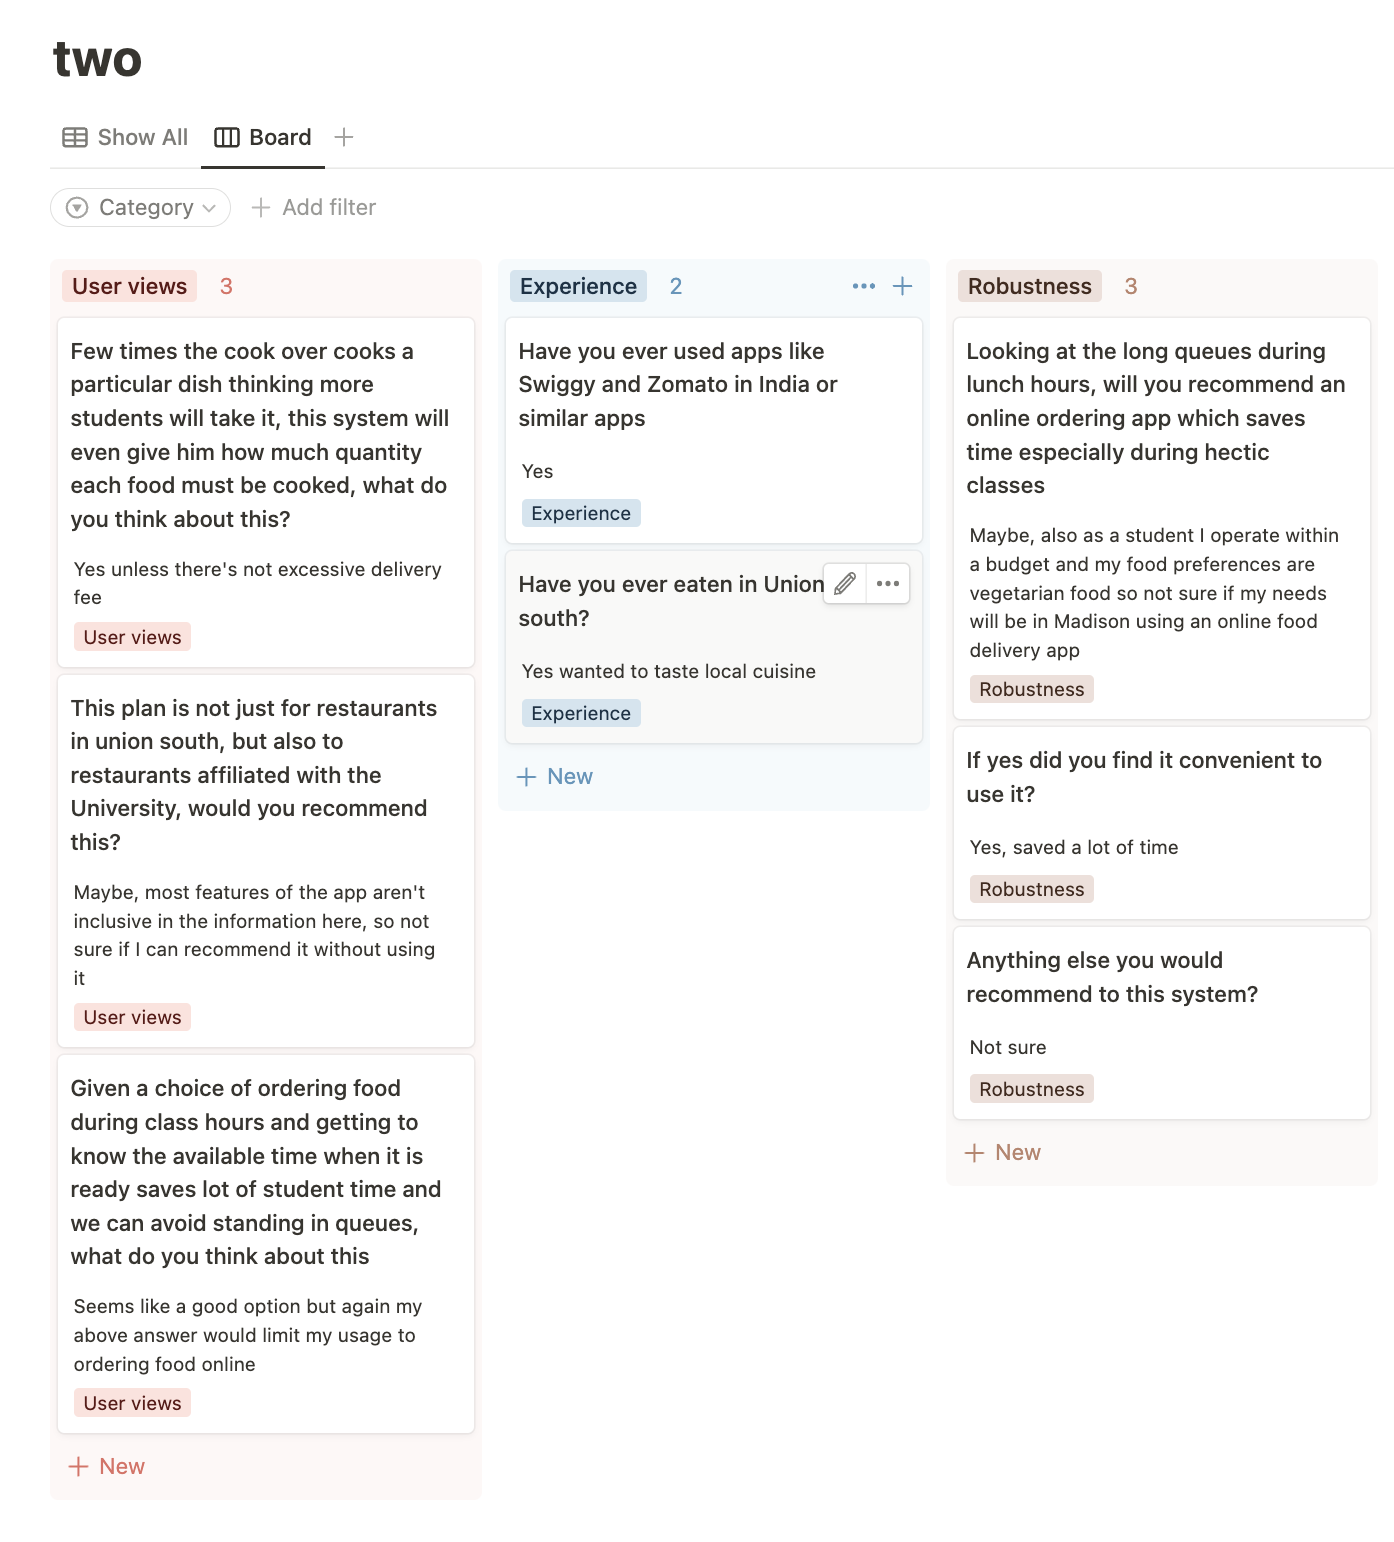 two
Show All
Board
Category
Add filter
User views 3
Few times the cook over cooks a
particular dish thinking more
students will take it, this system will
even give him how much quantity
each food must be cooked, what do
you think about this?
Yes unless there's not excessive delivery
fee
User views
This plan is not just for restaurants
in union south, but also to
restaurants affiliated with the
University, would you recommend
this?
Maybe, most features of the app aren't
inclusive in the information here, so not
sure if I can recommend it without using
it
User views
Given a choice of ordering food
during class hours and getting to
know the available time when it is
ready saves lot of student time and
we can avoid standing in queues,
what do you think about this
Seems like a good option but again my
above answer would limit my usage to
ordering food online
User views
New
Experience 2
Have you ever used apps like
Swiggy and Zomato in India or
similar apps
Yes
Experience
Have you ever eaten in Union
south?
Yes wanted to taste local cuisine
Experience
New
Robustness 3
Looking at the long queues during
lunch hours, will you recommend an
online ordering app which saves
time especially during hectic
classes
Maybe, also as a student I operate within
a budget and my food preferences are
vegetarian food so not sure if my needs
will be in Madison using an online food
delivery app
Robustness
If yes did you find it convenient to
use it?
Yes, saved a lot of time
Robustness
Anything else you would
recommend to this system?
Not sure
Robustness
New